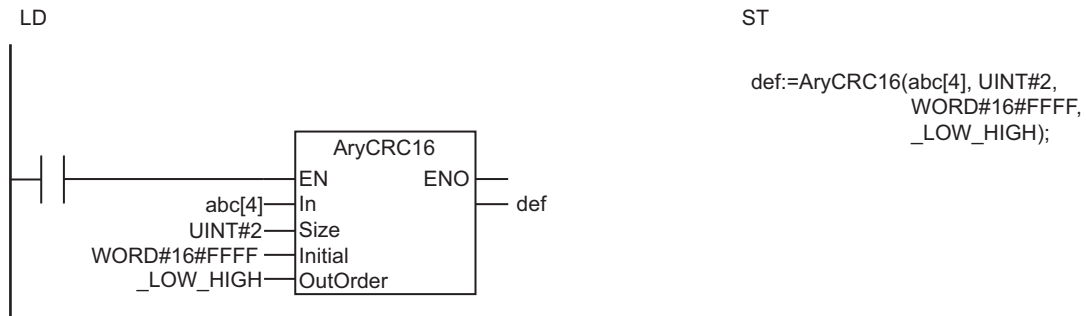 LD
ST
def:=AryCRC16(abc[4], UINT#2,
WORD#16#FFFF,
_LOW_HIGH);
AryCRC16
EN ENO
abc[4] In def
UINT#2 Size
WORD#16#FFFF Initial
_LOW_HIGH OutOrder